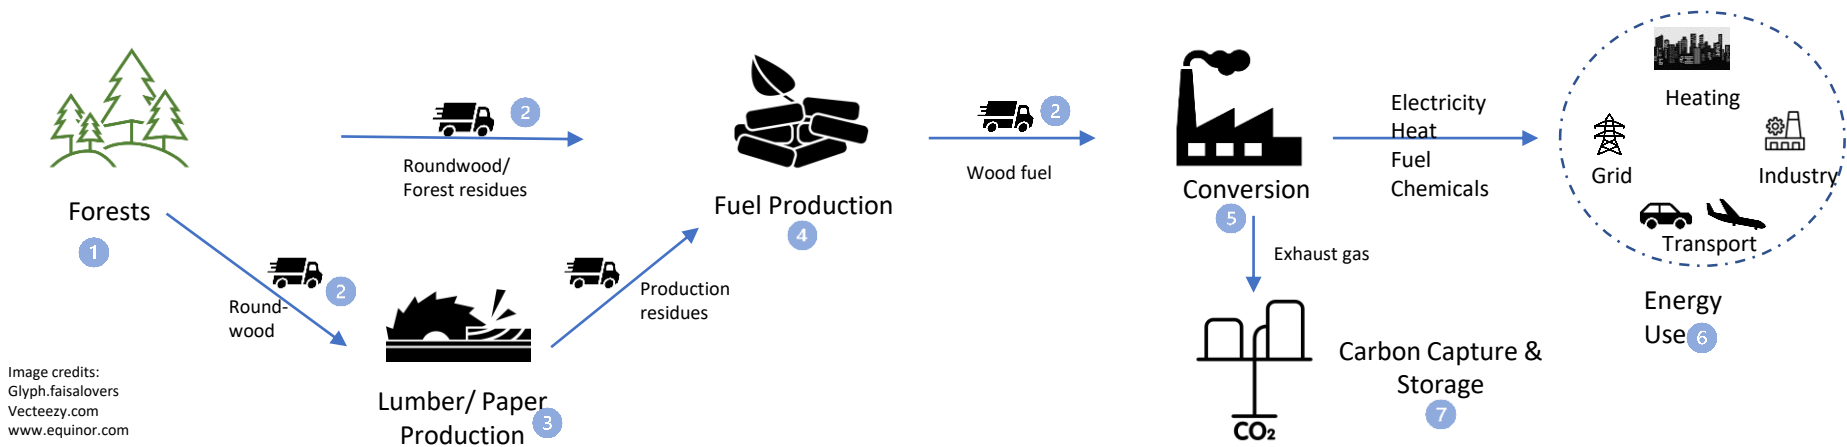 Forests
1
2
Roundwood/
Forest residues
2
Round-
wood
Lumber/ Paper
Production
3
Production
residues
Fuel Production
4
2
Wood fuel
Conversion
5
Exhaust gas
CO₂
Carbon Capture &
Storage
7
Electricity
Heat
Fuel
Chemicals
Heating
Grid
Industry
Transport
Energy
Use
6
Image credits:
Glyph.faisalovers
Vecteezy.com
www.equinor.com